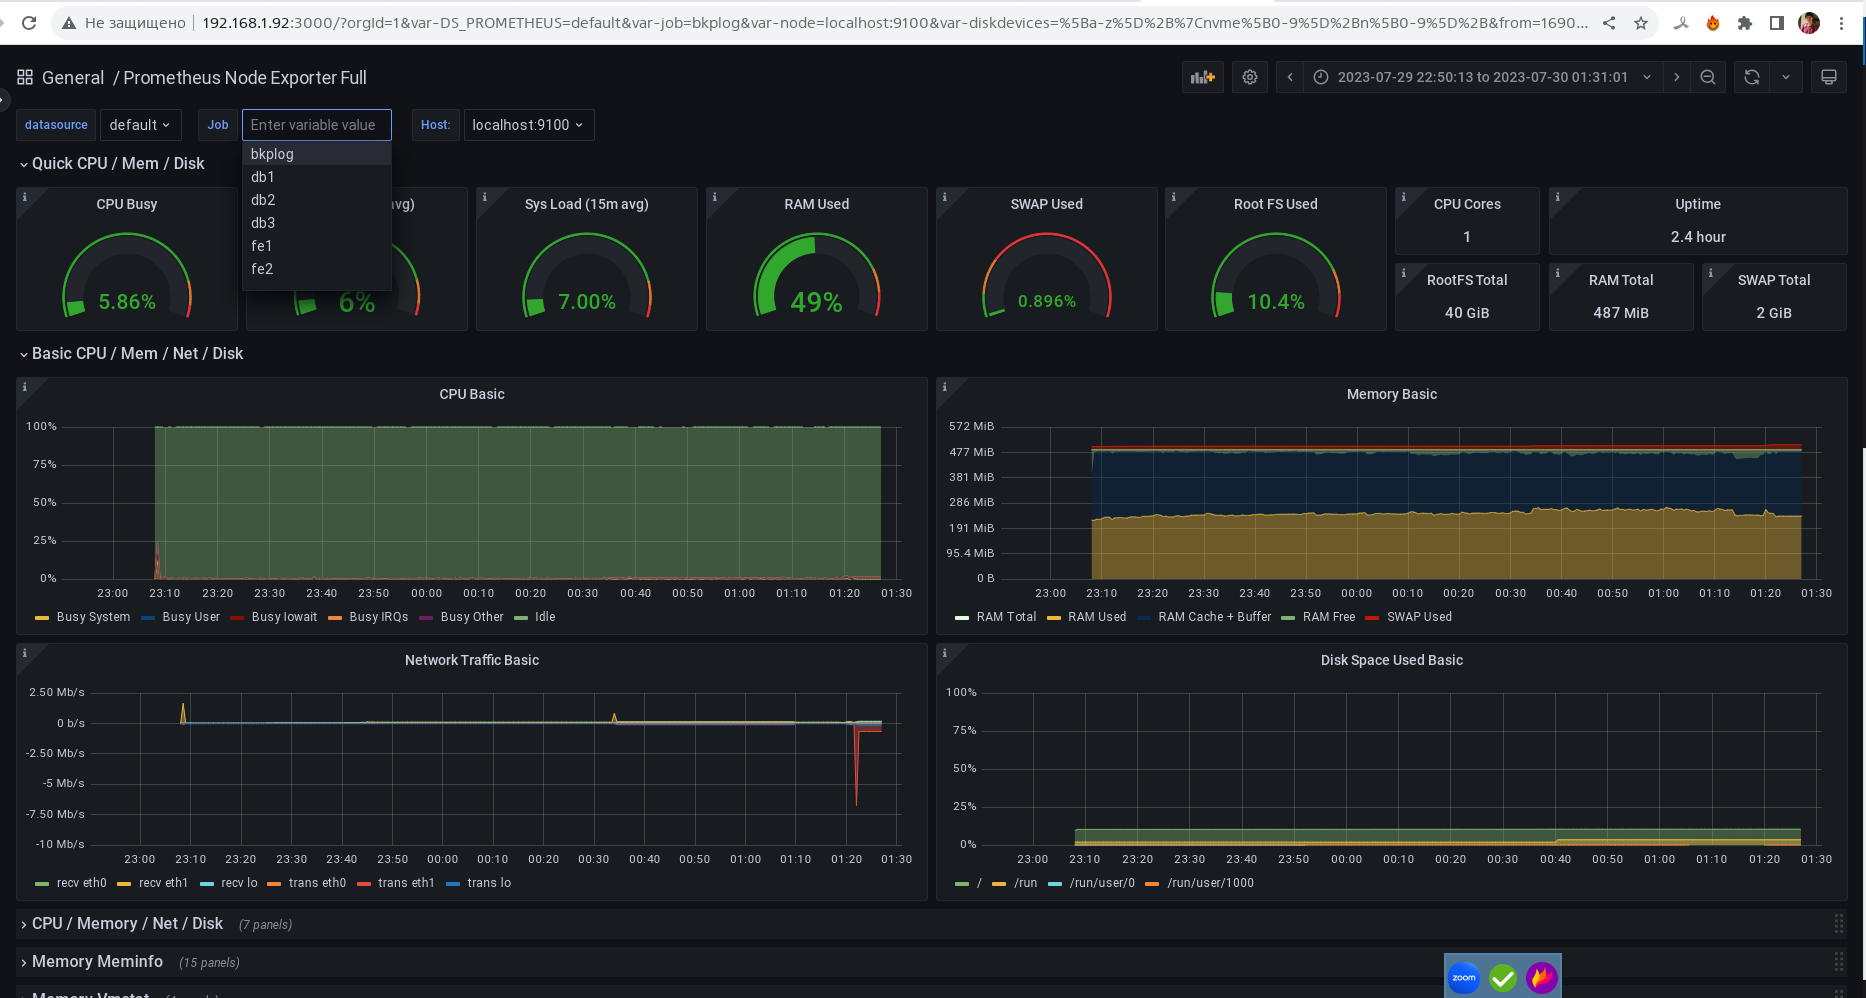 Не защищено
192.168.1.92:3000/?orgId=1&var-DS_PROMETHEUS=default&var-job=bkplog&var-node=localhost:9100&var-diskdevices=%5Ba-z%5D%2B%7Cnvme%5B0-9%5D%2Bn%5B0-9%5D%2B&from=1690...
General / Prometheus Node Exporter Full
2023-07-29 22:50:13 to 2023-07-30 01:31:01
datasource default Job Enter variable value Host: localhost:9100
bkplog
db1
db2
db3
fe1
fe2
Quick CPU / Mem / Disk
CPU Busy
5.86%
avg)
6%
Sys Load (15m avg)
7.00%
RAM Used
49%
SWAP Used
0.896%
Root FS Used
10.4%
CPU Cores
1
Uptime
2.4 hour
RootFS Total
40 GiB
RAM Total
487 MiB
SWAP Total
2 GiB
Basic CPU / Mem / Net / Disk
CPU Basic
100%
75%
50%
25%
0%
23:00 23:10 23:20 23:30 23:40 23:50 00:00 00:10 00:20 00:30 00:40 00:50 01:00 01:10 01:20 01:30
Busy System Busy User Busy Iowait Busy IRQs Busy Other Idle
Memory Basic
572 MiB
477 MiB
381 MiB
286 MiB
191 MiB
95.4 MiB
0 B
23:00 23:10 23:20 23:30 23:40 23:50 00:00 00:10 00:20 00:30 00:40 00:50 01:00 01:10 01:20 01:30
RAM Total RAM Used RAM Cache + Buffer RAM Free SWAP Used
Network Traffic Basic
2.50 Mb/s
0 b/s
-2.50 Mb/s
-5 Mb/s
-7.50 Mb/s
-10 Mb/s
23:00 23:10 23:20 23:30 23:40 23:50 00:00 00:10 00:20 00:30 00:40 00:50 01:00 01:10 01:20 01:30
recv eth0 recv eth1 recv lo trans eth0 trans eth1 trans lo
Disk Space Used Basic
100%
75%
50%
25%
0%
23:00 23:10 23:20 23:30 23:40 23:50 00:00 00:10 00:20 00:30 00:40 00:50 01:00 01:10 01:20 01:30
/ /run /run/user/0 /run/user/1000
CPU / Memory / Net / Disk (7 panels)
Memory Meminfo (15 panels)
zoom